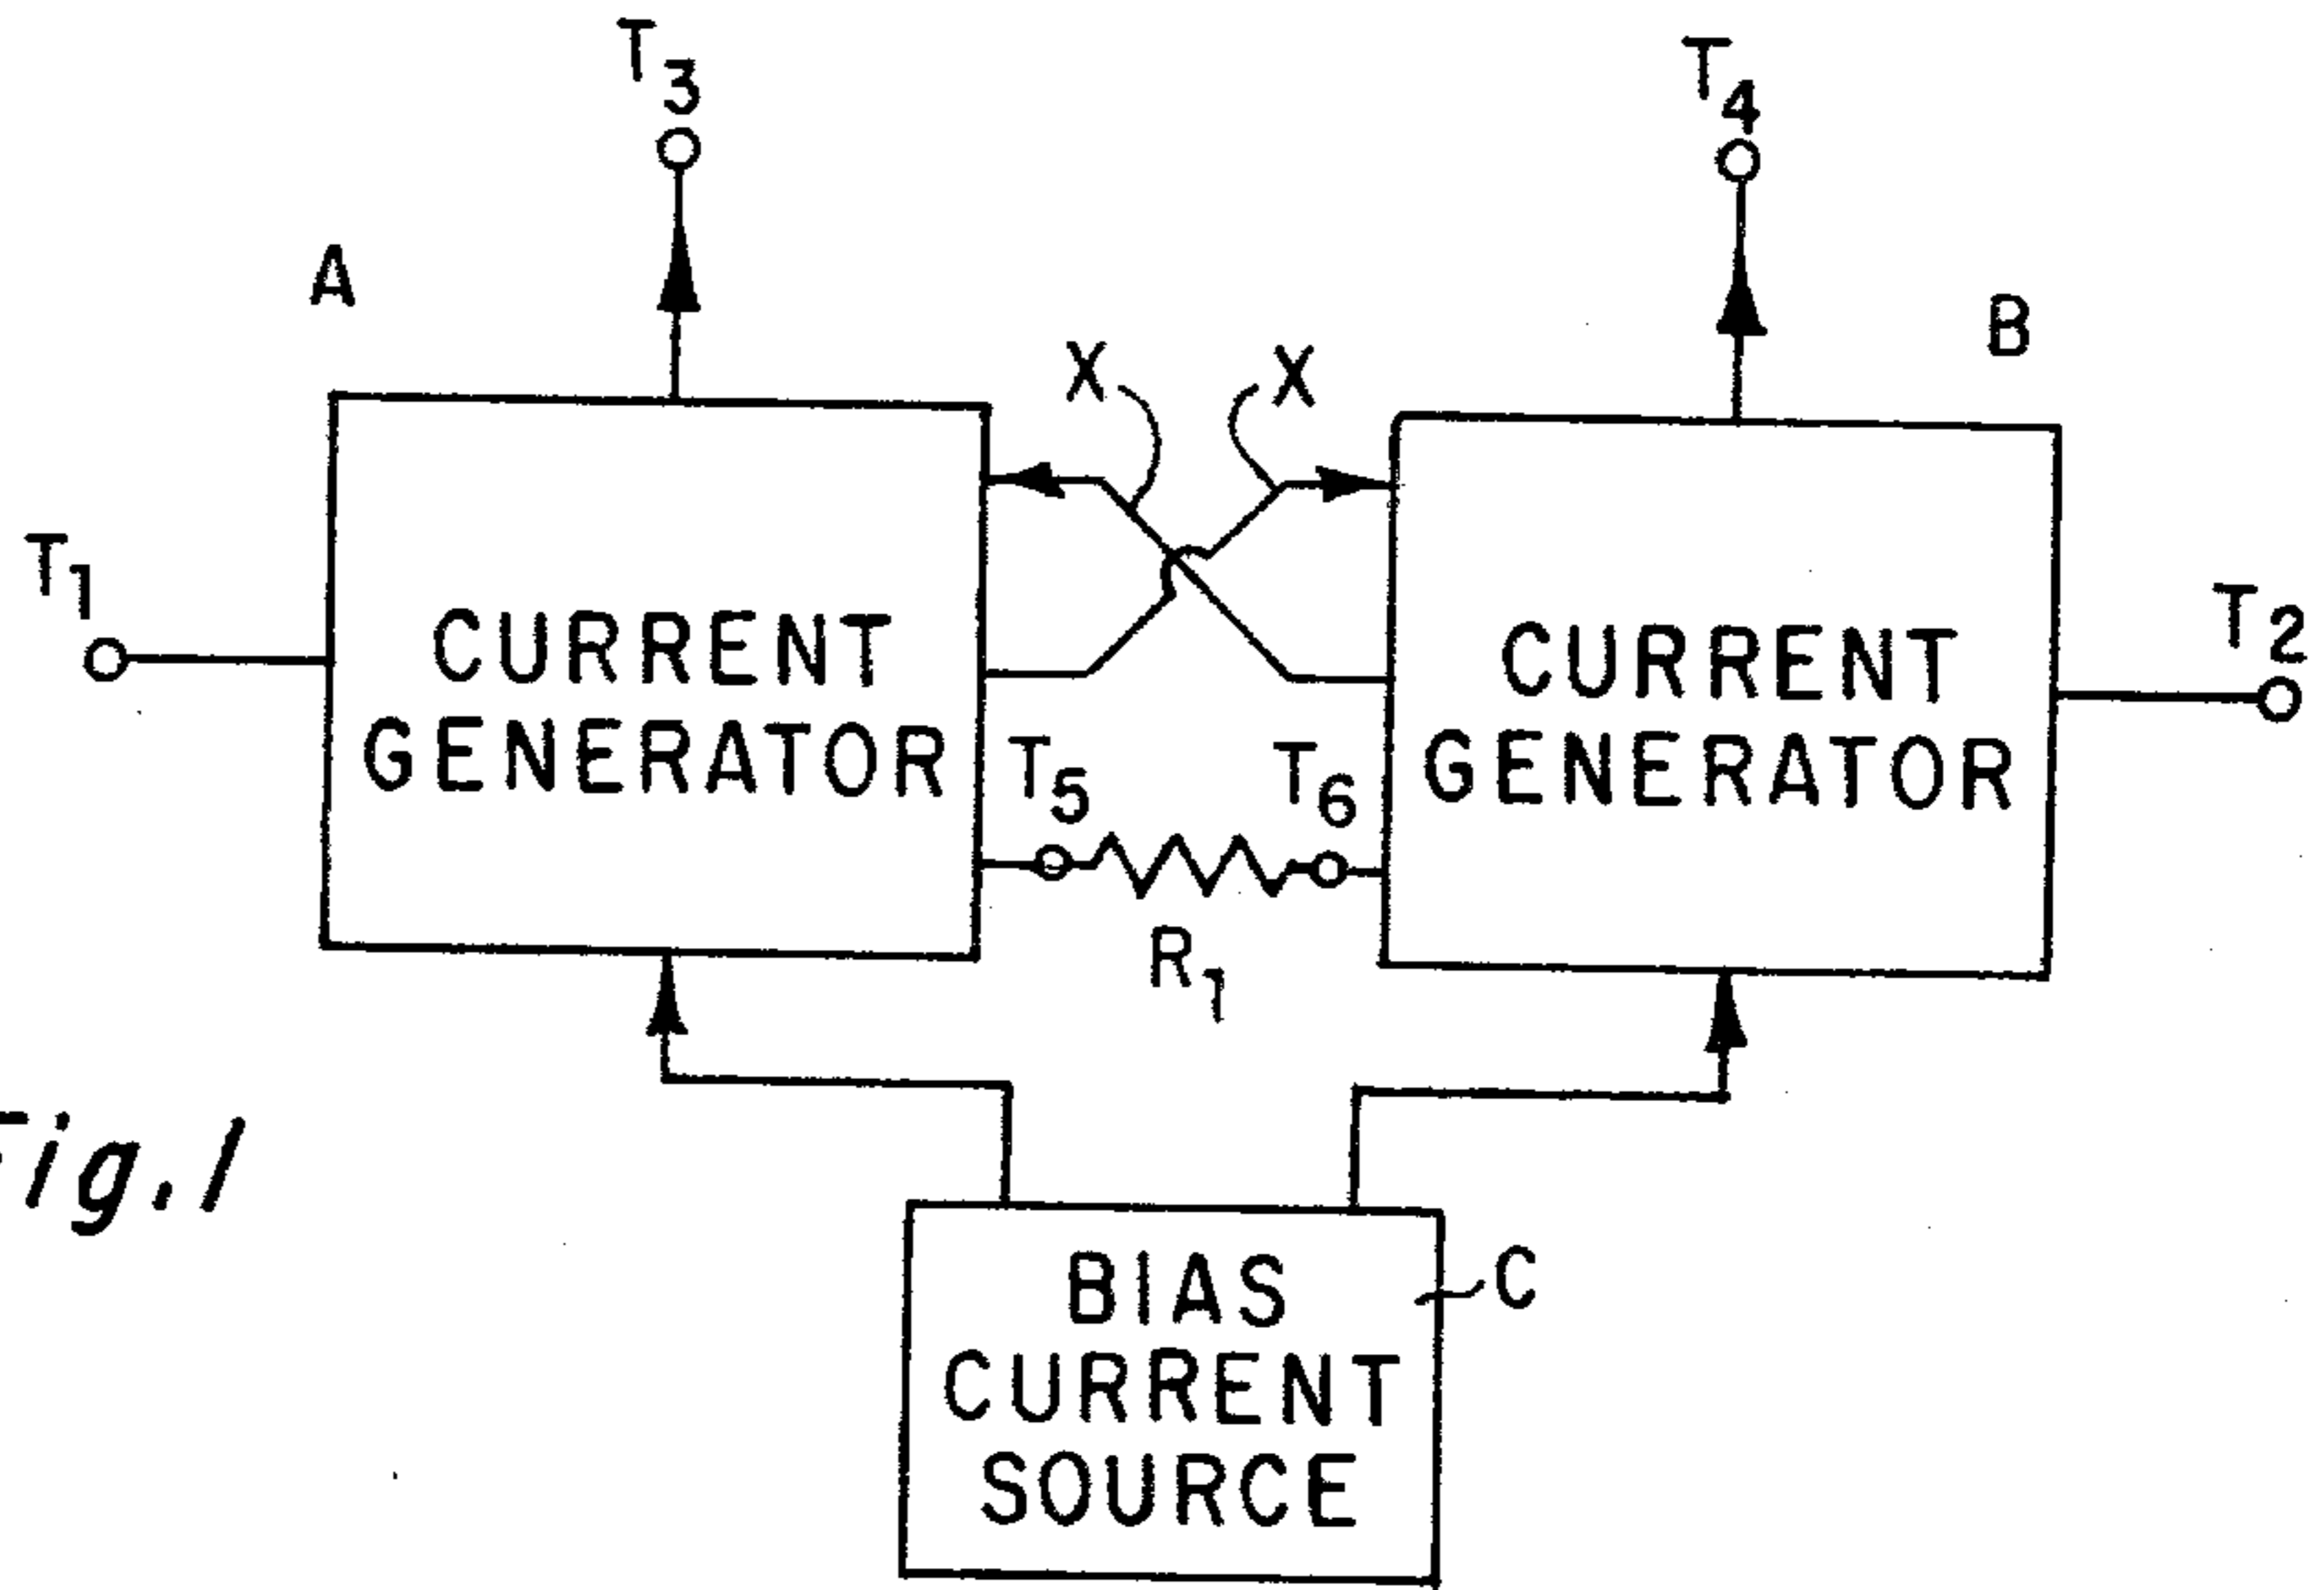 T3
T4
A
B
X X
T1
T2
CURRENT
GENERATOR
CURRENT
GENERATOR
T5 T6
R1
Fig. 1
BIAS
CURRENT
SOURCE
C